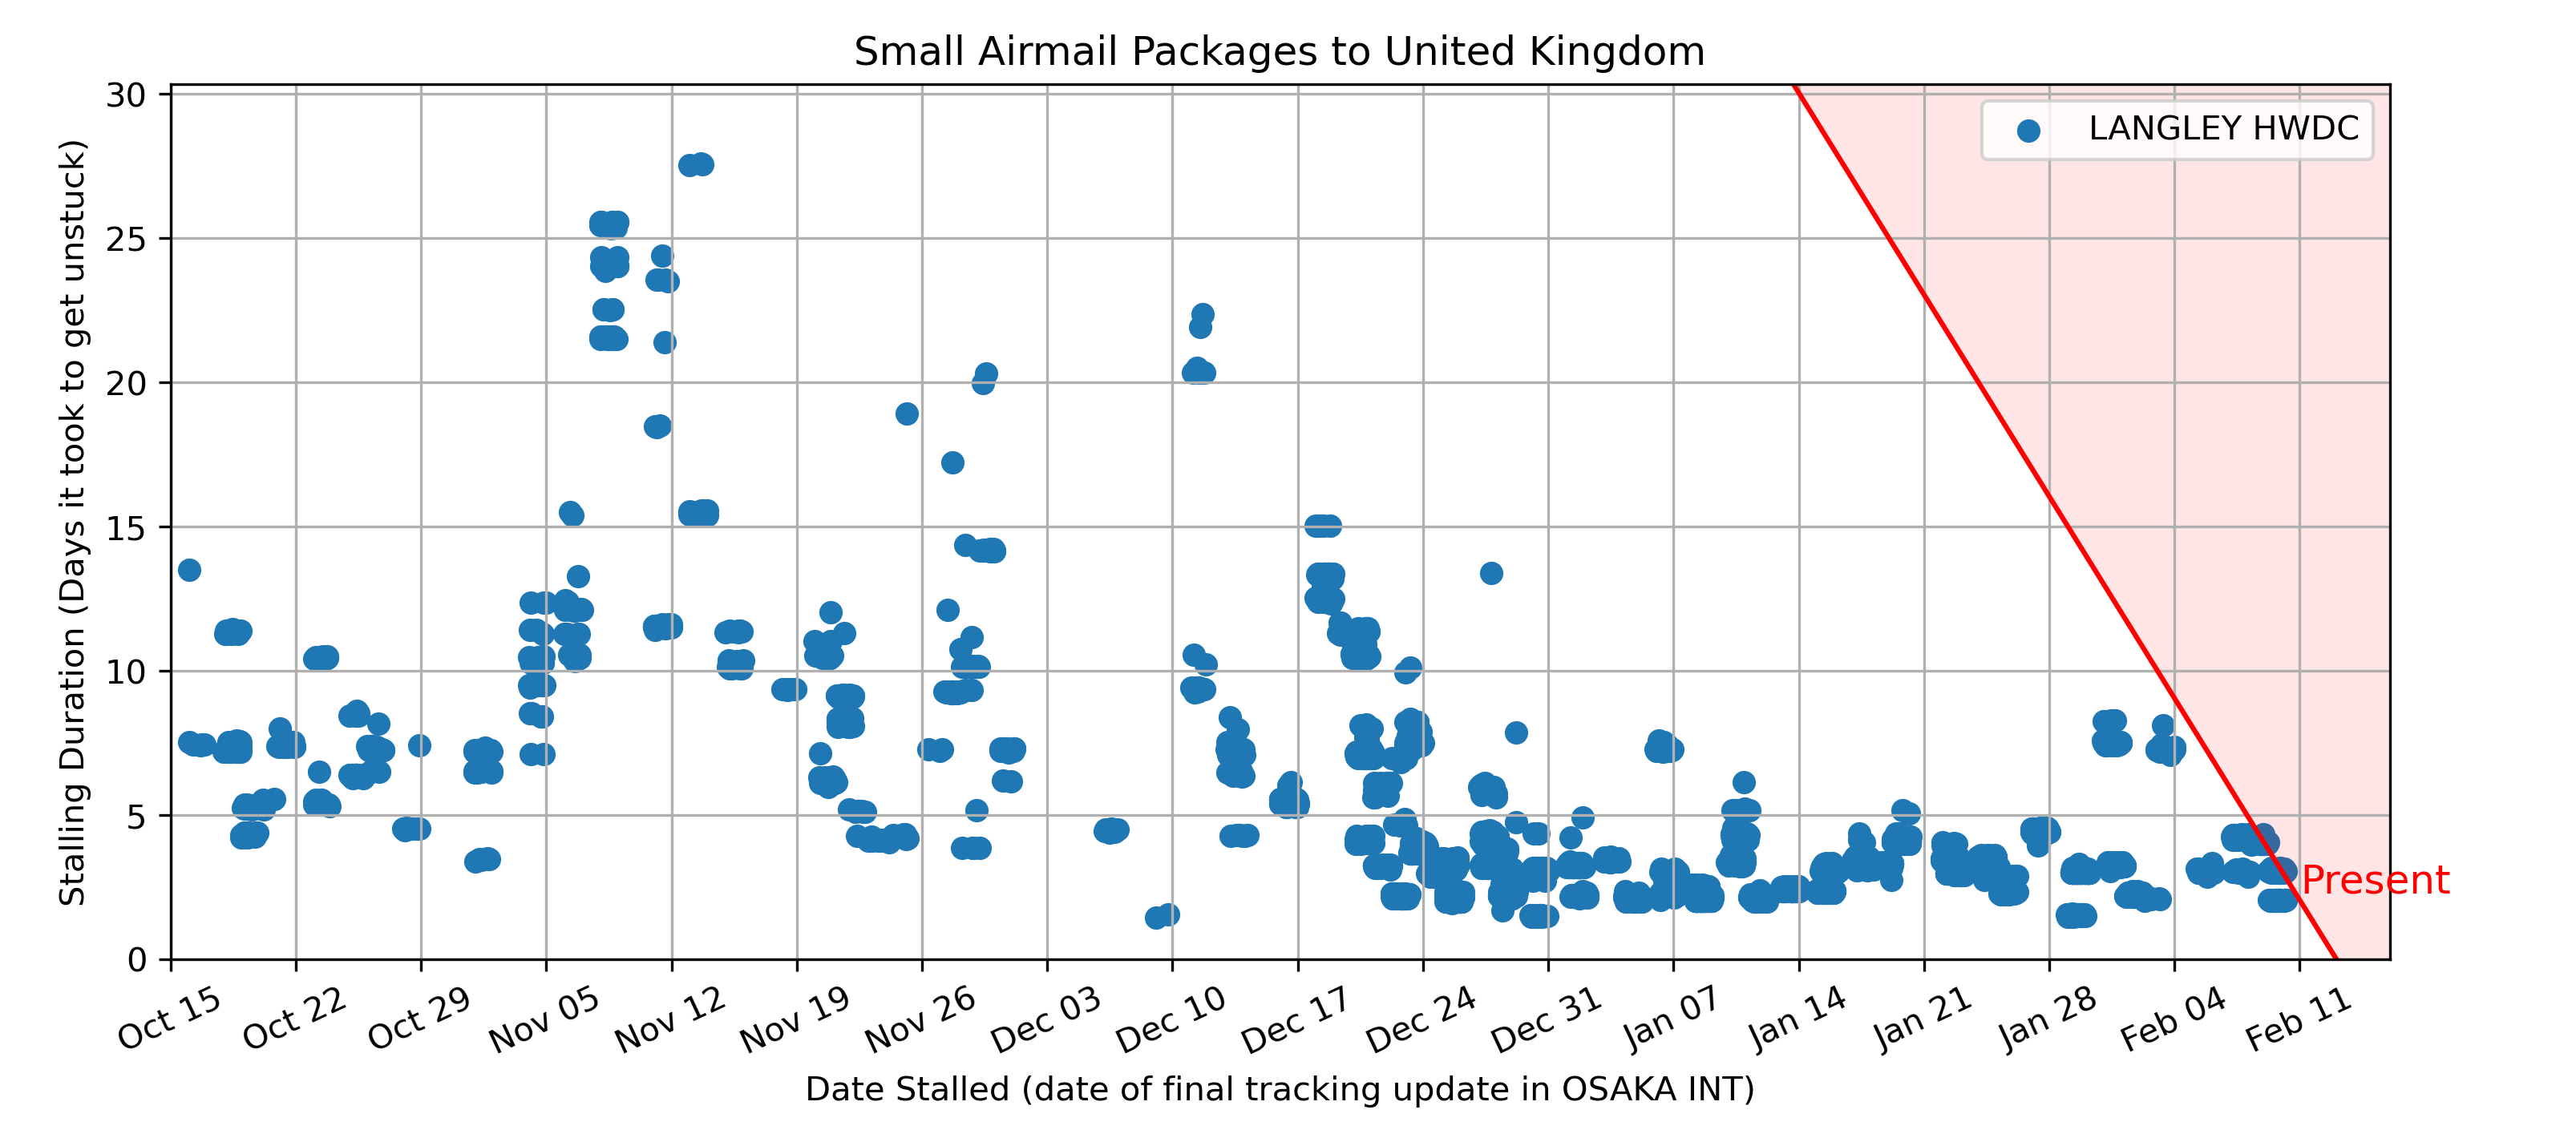 Small Airmail Packages to United Kingdom
Stalling Duration (Days it took to get unstuck)
30
25
20
15
10
5
0
LANGLEY HWDC
Present
Oct 15
Oct 22
Oct 29
Nov 05
Nov 12
Nov 19
Nov 26
Dec 03
Dec 10
Dec 17
Dec 24
Dec 31
Jan 07
Jan 14
Jan 21
Jan 28
Feb 04
Feb 11
Date Stalled (date of final tracking update in OSAKA INT)